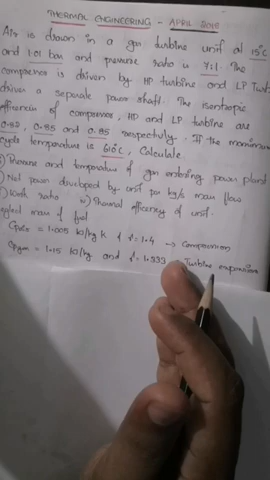 THERMAL ENGINEERING - APRIL 2018
Air is drawn in a gas turbine unit at 15°C
and 1.01 bar and pressure ratio is 7:1. The
compressor is driven by HP turbine and LP Turb
drives a separate power shaft. The isentropic
efficiencies of compressor, HP and LP turbine are
0.82, 0.85 and 0.85 respectively. If the maximum
cycle temperature is 610°C, Calculate.
Pressure and temperature of gas entering power plant
Net power developed by unit per kg/s mass flow
Work ratio iv) Thermal efficiency of unit.
neglect mass of fuel
= 1.005 kJ/kg K & γ = 1.4 → Compression
Cpgas = 1.15 kJ/kg and γ = 1.333 → Turbine expansion